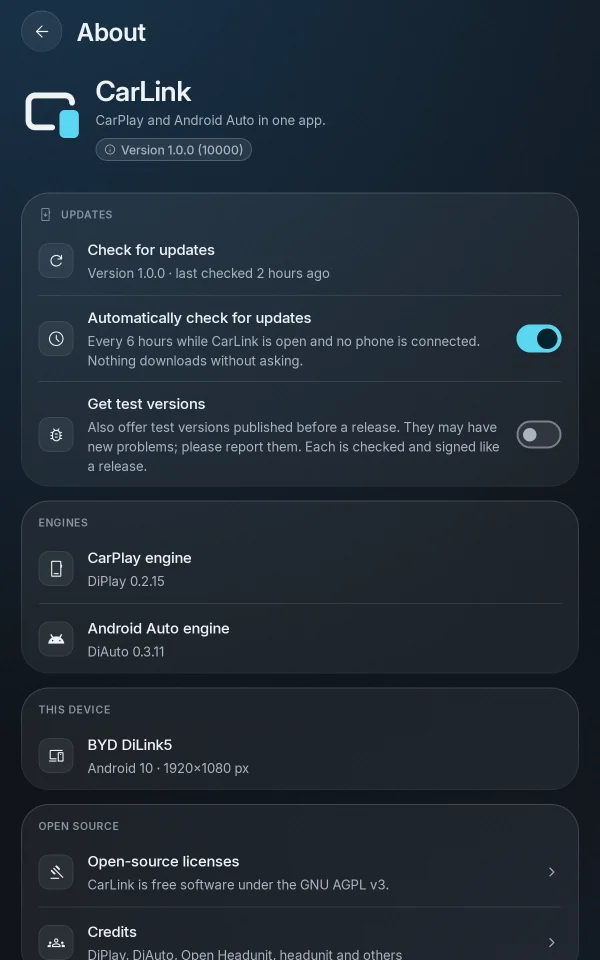 About
CarLink
CarPlay and Android Auto in one app.
Version 1.0.0 (10000)
UPDATES
Check for updates
Version 1.0.0 · last checked 2 hours ago
Automatically check for updates
Every 6 hours while CarLink is open and no phone is connected.
Nothing downloads without asking.
Get test versions
Also offer test versions published before a release. They may have
new problems; please report them. Each is checked and signed like
a release.
ENGINES
CarPlay engine
DiPlay 0.2.15
Android Auto engine
DiAuto 0.3.11
THIS DEVICE
BYD DiLink5
Android 10 · 1920×1080 px
OPEN SOURCE
Open-source licenses
CarLink is free software under the GNU AGPL v3.
Credits
DiPlay, DiAuto, Open Headunit, headunit and others